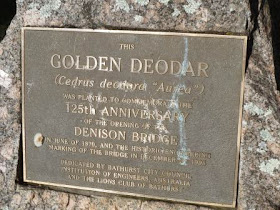 THIS
GOLDEN DEODAR
(Cedrus deodara "Aurea")
WAS PLANTED TO COMMEMORATE THE
125th ANNIVERSARY
OF THE OPENING OF THE
DENISON BRIDGE
IN JUNE OF 1870, AND THE HISTORIC
MARKING OF THE BRIDGE IN DECEMBER
DEDICATED BY BATHURST CITY COUNCIL
INSTITUTION OF ENGINEERS, AUSTRALIA
AND THE LIONS CLUB OF BATHURST